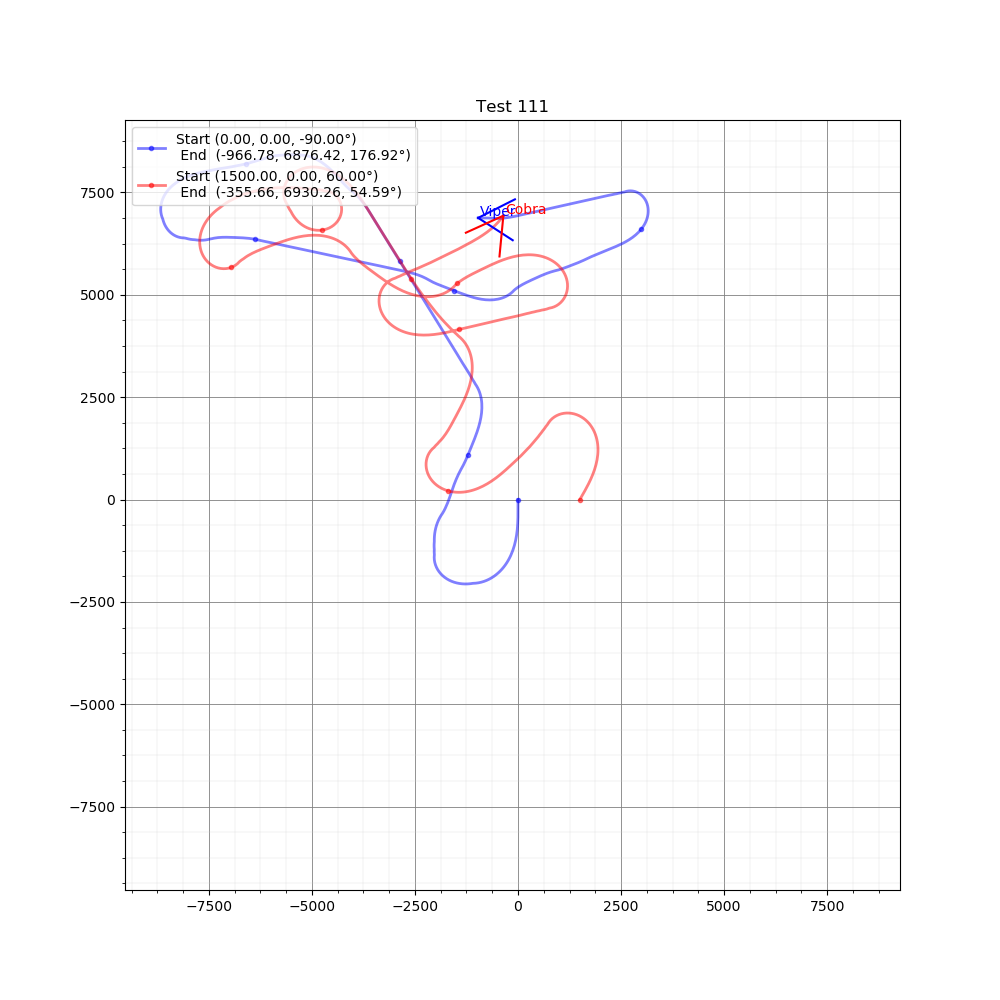 Test 111
Start (0.00, 0.00, -90.00°)
End  (-966.78, 6876.42, 176.92°)
Start (1500.00, 0.00, 60.00°)
End  (-355.66, 6930.26, 54.59°)
Viper
Cobra
7500
5000
2500
0
−2500
−5000
−7500
−7500
−5000
−2500
0
2500
5000
7500